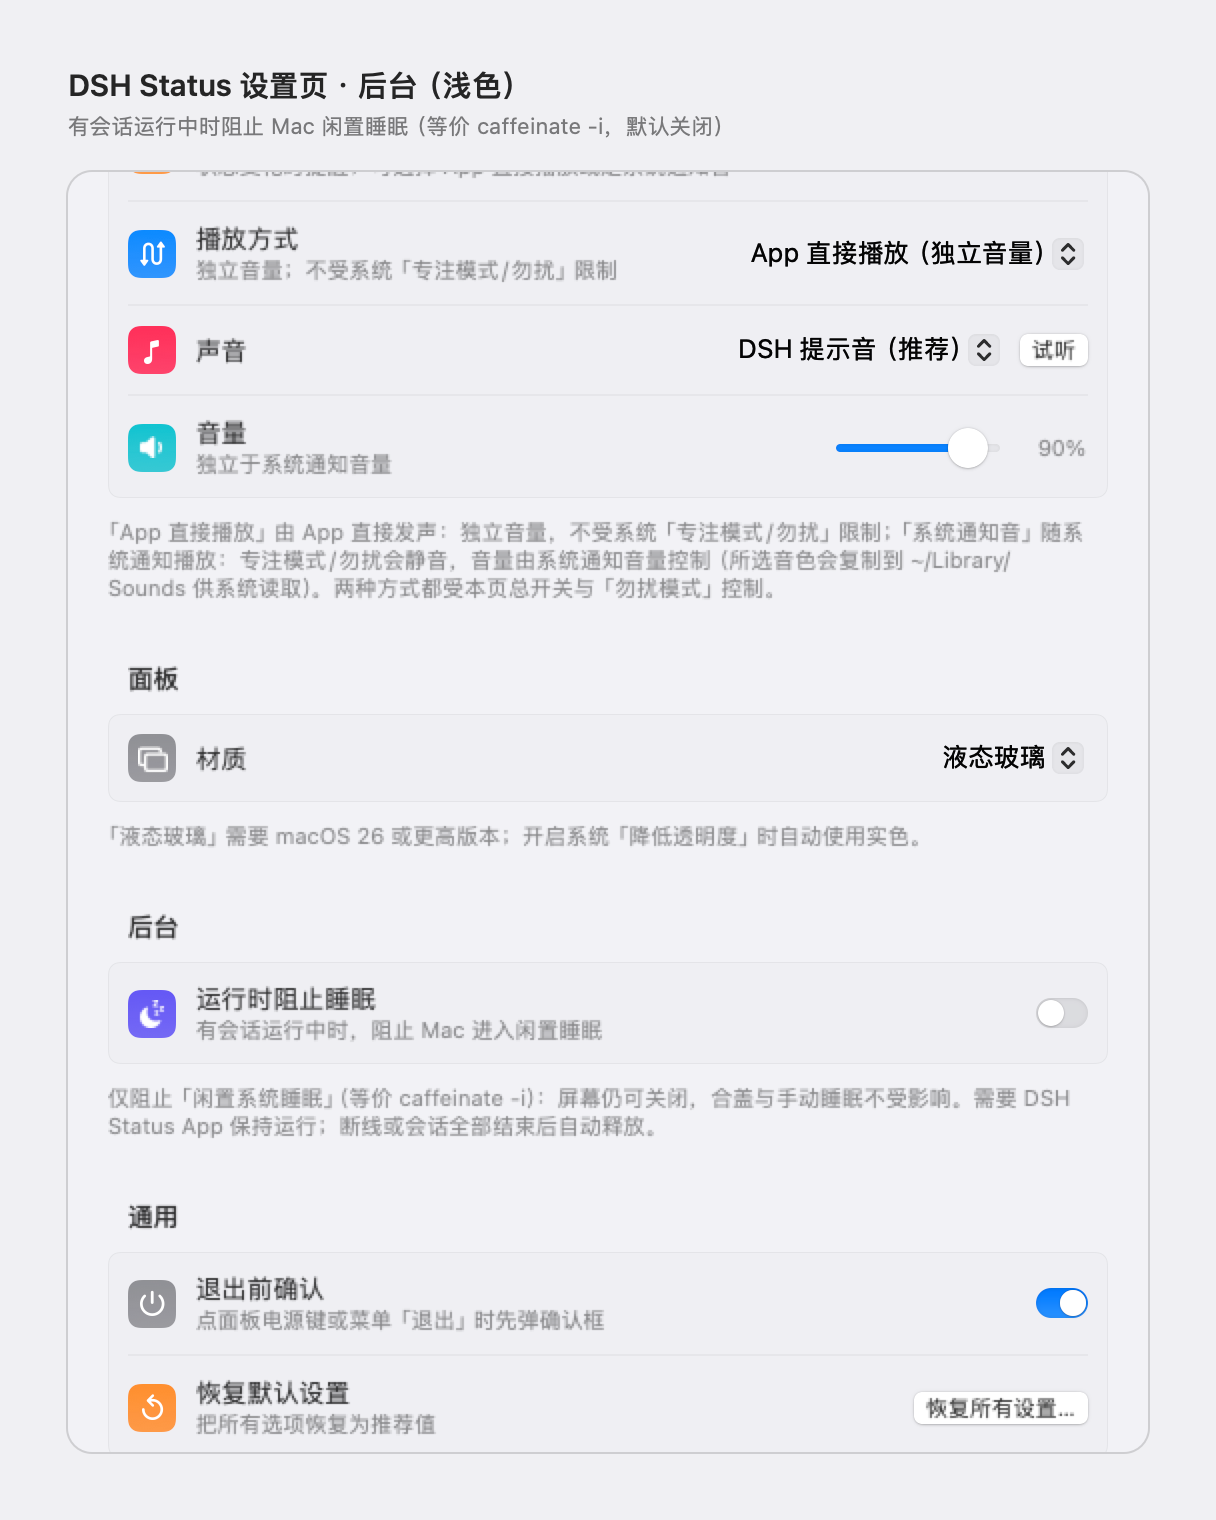 DSH Status 设置页 · 后台（浅色）
有会话运行中时阻止 Mac 闲置睡眠（等价 caffeinate -i，默认关闭）
播放方式
独立音量；不受系统「专注模式/勿扰」限制
App 直接播放（独立音量）
声音
DSH 提示音（推荐）
试听
音量
独立于系统通知音量
90%
「App 直接播放」由 App 直接发声：独立音量，不受系统「专注模式/勿扰」限制；「系统通知音」随系
统通知播放：专注模式/勿扰会静音，音量由系统通知音量控制（所选音色会复制到 ~/Library/
Sounds 供系统读取）。两种方式都受本页总开关与「勿扰模式」控制。
面板
材质
液态玻璃
「液态玻璃」需要 macOS 26 或更高版本；开启系统「降低透明度」时自动使用实色。
后台
运行时阻止睡眠
有会话运行中时，阻止 Mac 进入闲置睡眠
仅阻止「闲置系统睡眠」（等价 caffeinate -i）：屏幕仍可关闭，合盖与手动睡眠不受影响。需要 DSH
Status App 保持运行；断线或会话全部结束后自动释放。
通用
退出前确认
点面板电源键或菜单「退出」时先弹确认框
恢复默认设置
把所有选项恢复为推荐值
恢复所有设置...